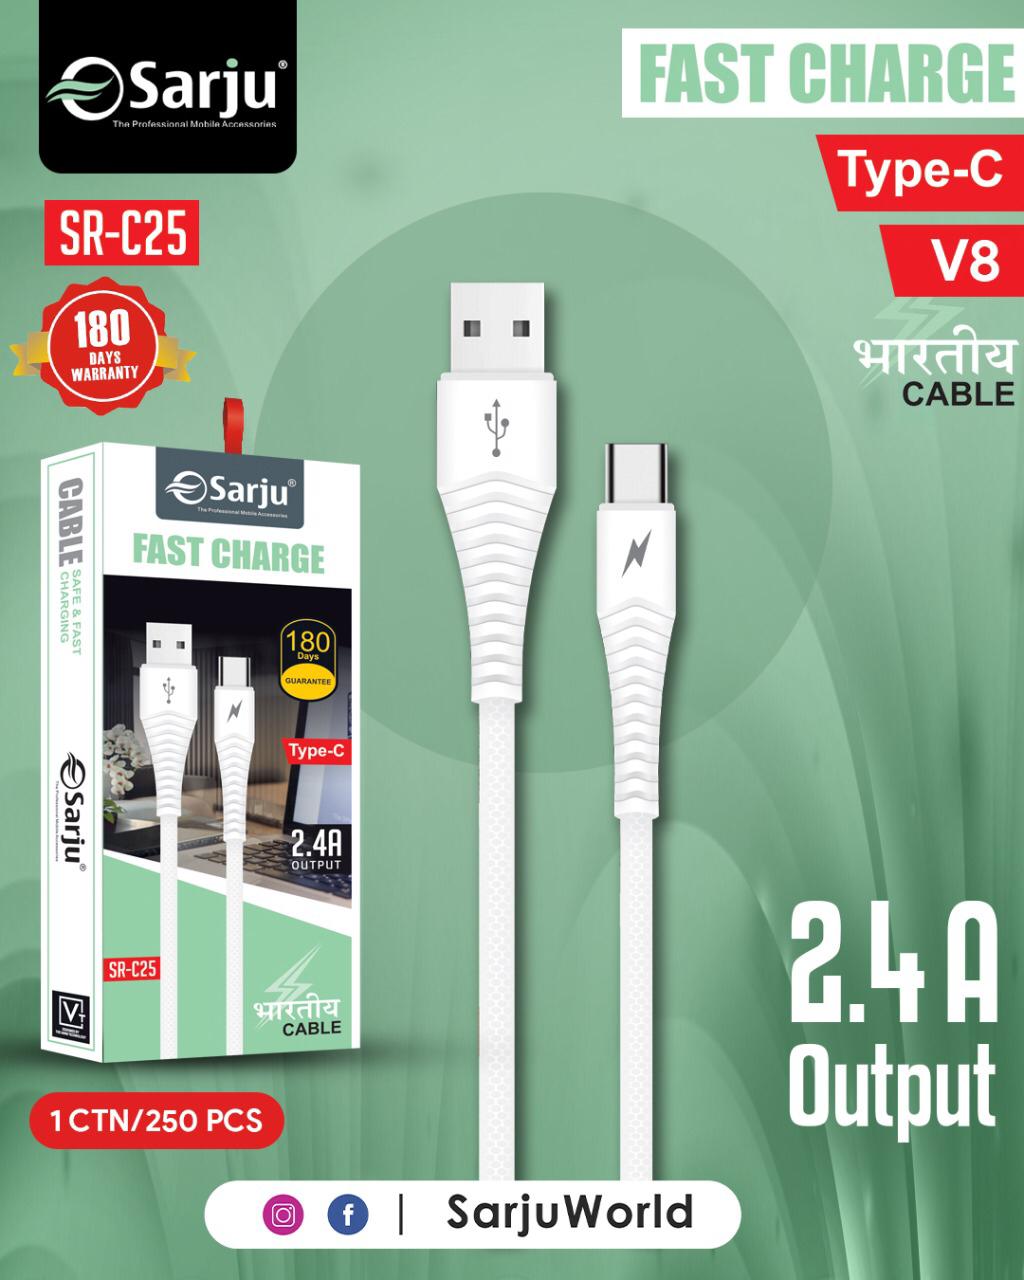 Sarju®
The Professional Mobile Accessories
FAST CHARGE
Type-C
V8
भारतीय
CABLE
SR-C25
180
DAYS
WARRANTY
CABLE
SAFE & FAST
CHARGING
Sarju®
Sarju®
The Professional Mobile Accessories
FAST CHARGE
180
Days
GUARANTEE
Type-C
2.4A
OUTPUT
SR-C25
भारतीय
CABLE
2.4A
Output
1 CTN/250 PCS
f | SarjuWorld